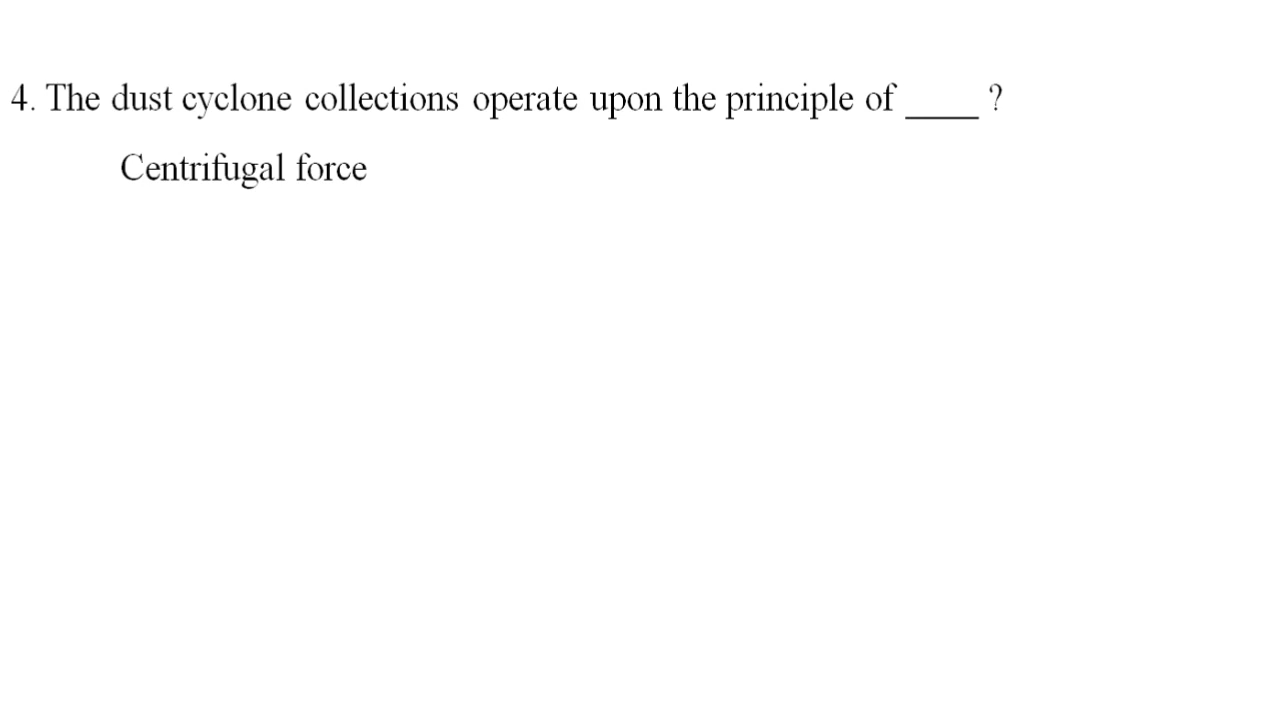 4. The dust cyclone collections operate upon the principle of ____ ?
Centrifugal force